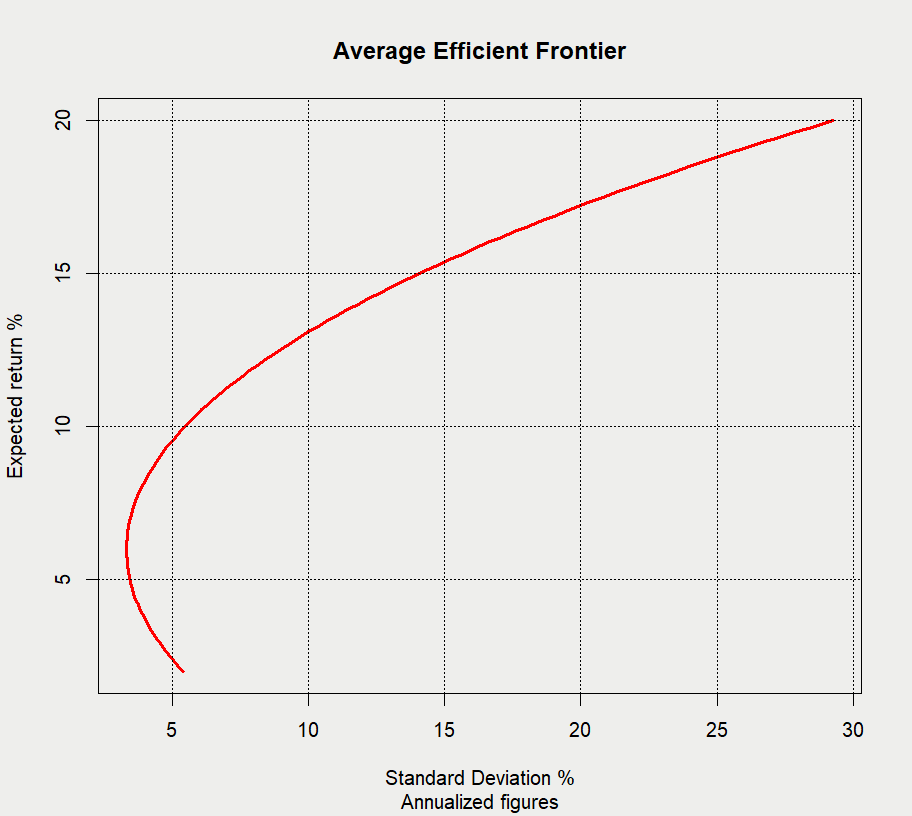 Average Efficient Frontier
Expected return %
20
15
10
5
5 10 15 20 25 30
Standard Deviation %
Annualized figures